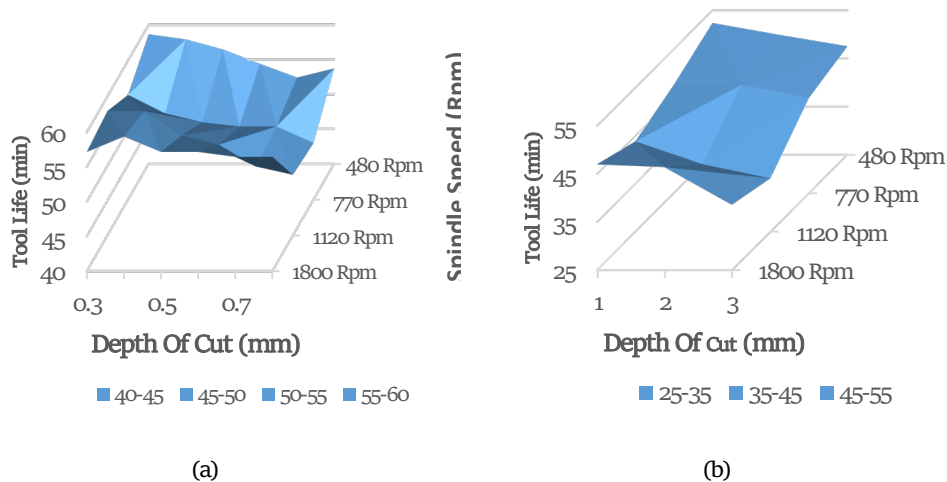 60
55
50
45
40
Tool Life (min)
0.3
0.5
0.7
480 Rpm
770 Rpm
1120 Rpm
1800 Rpm
Depth Of Cut (mm)
40-45
45-50
50-55
55-60
(a)
Spindle Speed (Rpm)
55
45
35
25
Tool Life (min)
1
2
3
480 Rpm
770 Rpm
1120 Rpm
1800 Rpm
Depth Of Cut (mm)
25-35
35-45
45-55
(b)